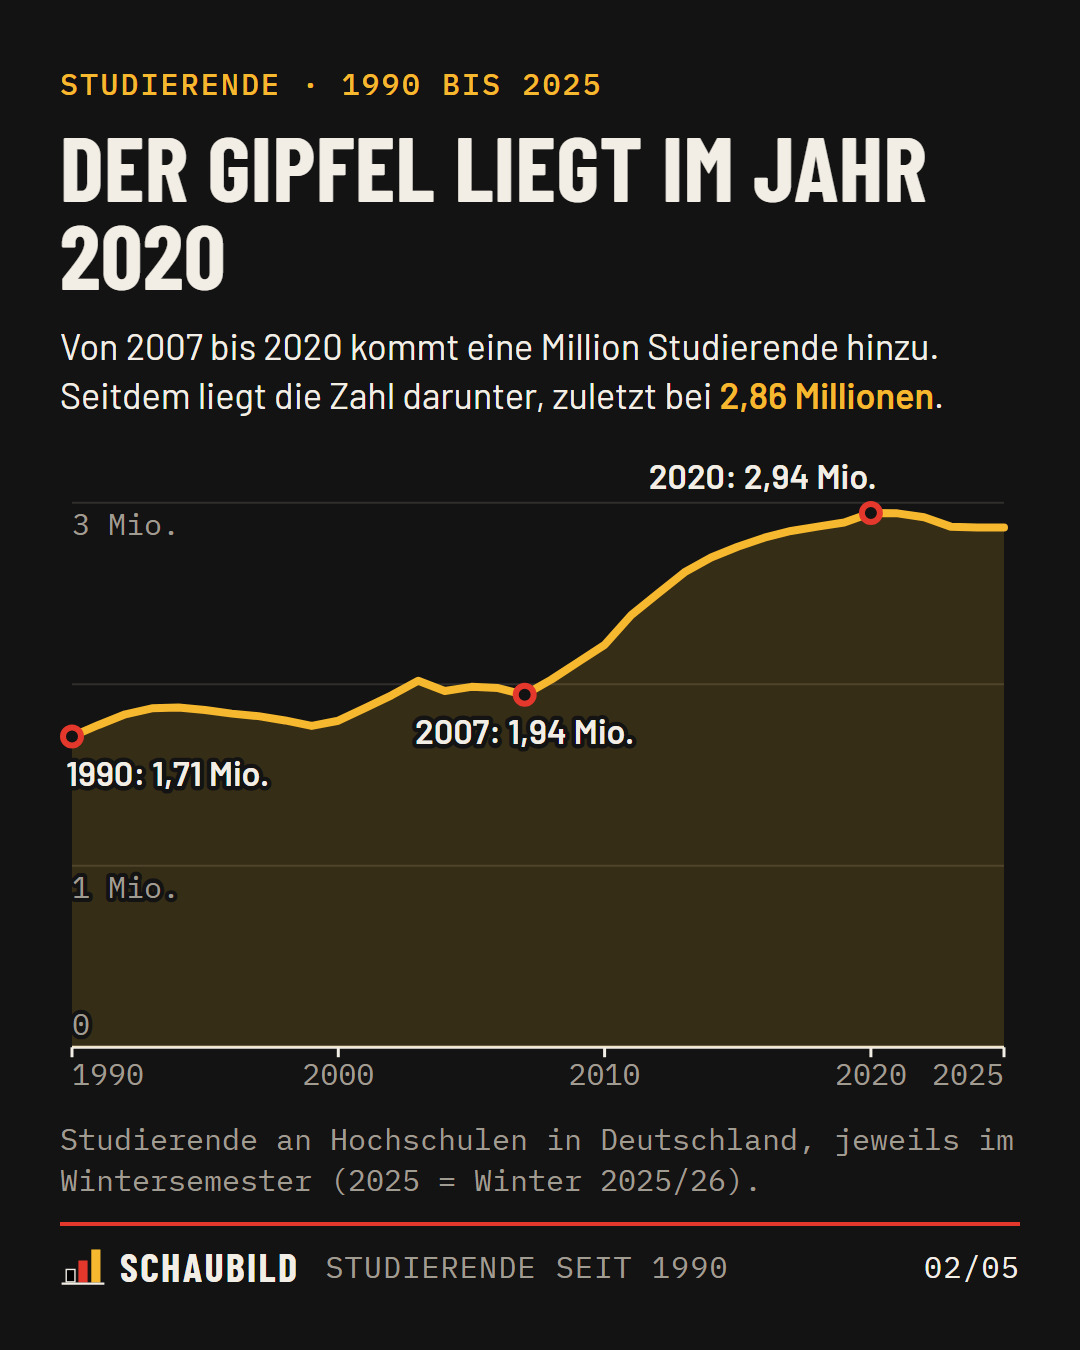 STUDIERENDE · 1990 BIS 2025
DER GIPFEL LIEGT IM JAHR
2020
Von 2007 bis 2020 kommt eine Million Studierende hinzu.
Seitdem liegt die Zahl darunter, zuletzt bei 2,86 Millionen.
2020: 2,94 Mio.
3 Mio.
2007: 1,94 Mio.
1990: 1,71 Mio.
1 Mio.
0
1990 2000 2010 2020 2025
Studierende an Hochschulen in Deutschland, jeweils im
Wintersemester (2025 = Winter 2025/26).
SCHAUBILD STUDIERENDE SEIT 1990 02/05